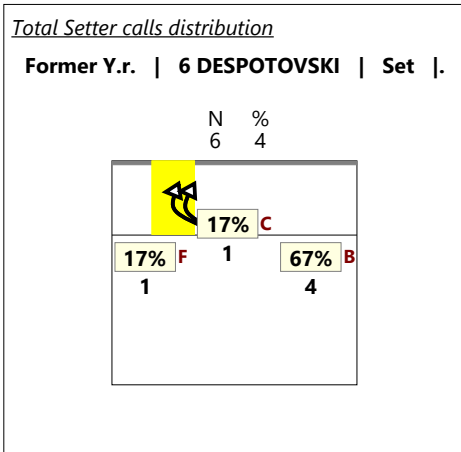 Total Setter calls distribution
Former Y.r. | 6 DESPOTOVSKI | Set |.
N %
6 4
17% C
1
17% F
1
67% B
4